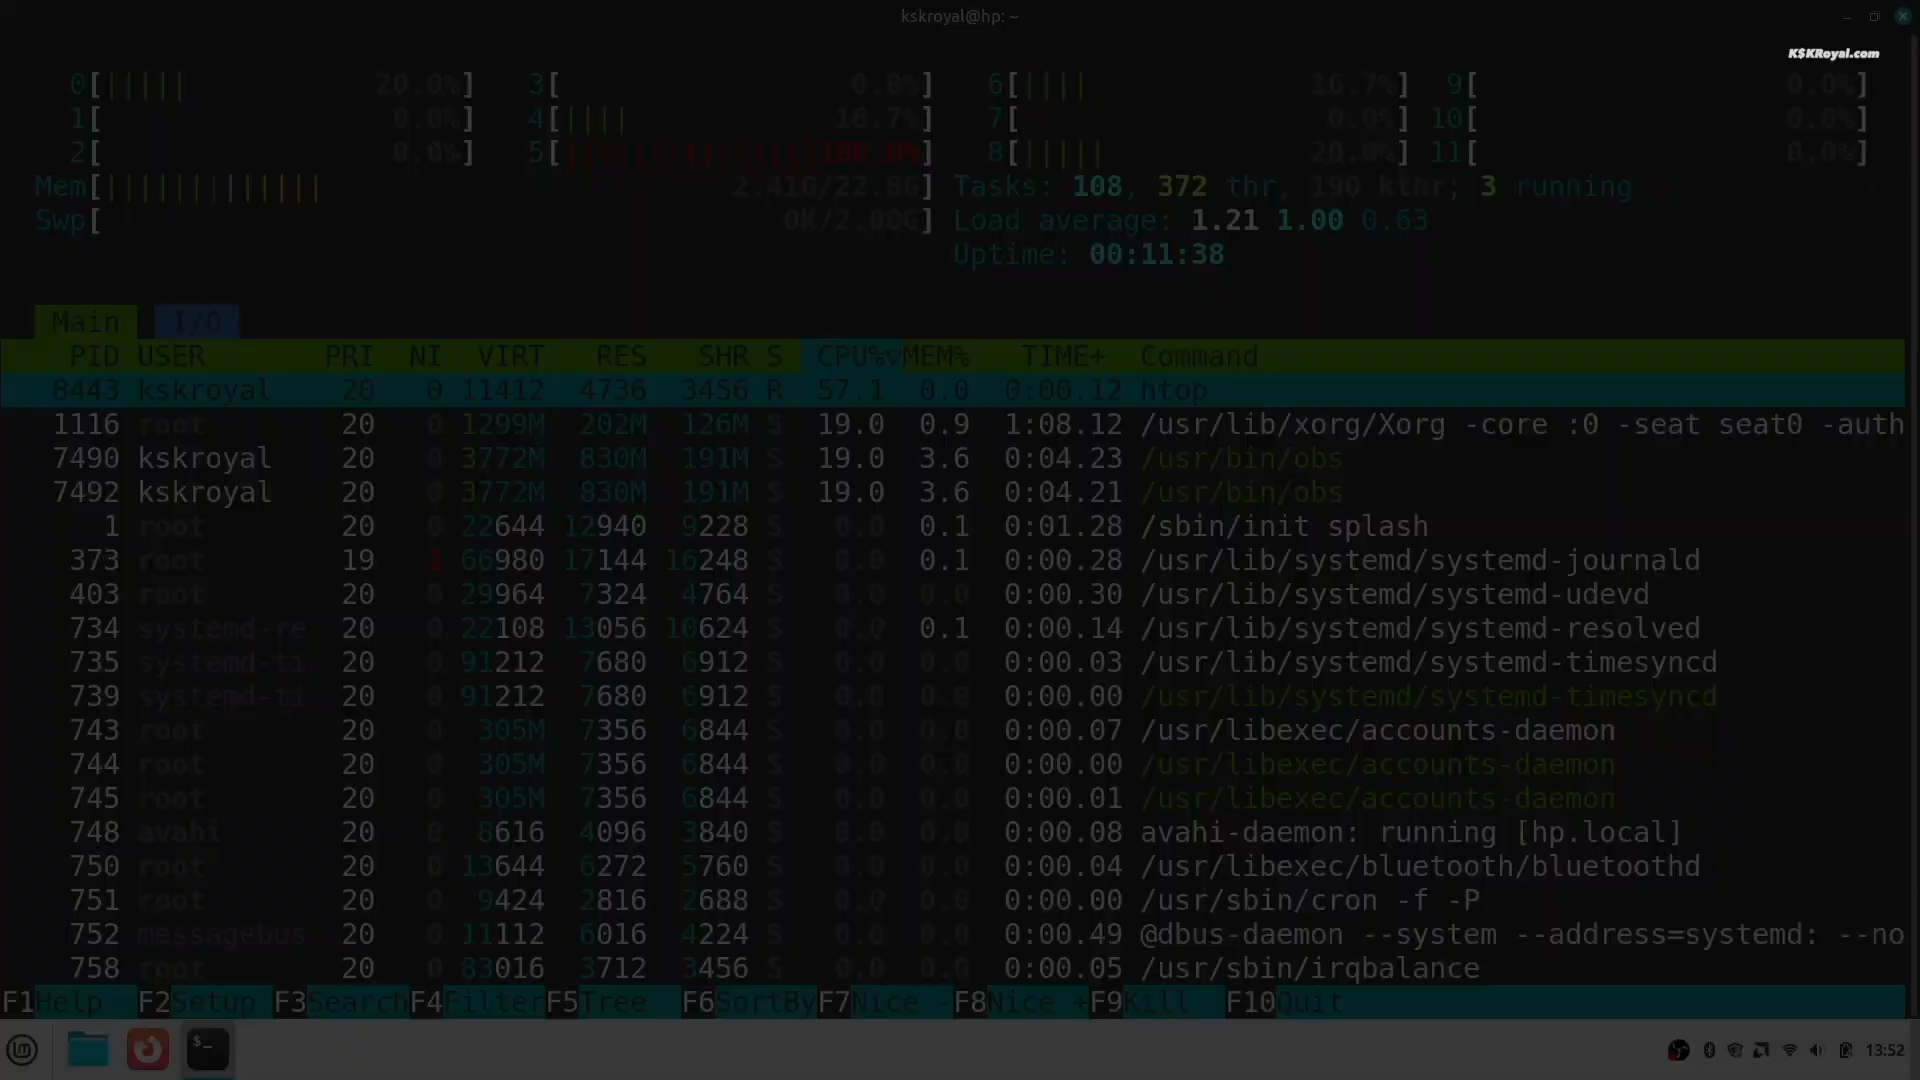 kskroyal@hp: ~
K$KRoyal.com
0[||||| 20.0%] 3[ 0.0%] 6[|||| 16.7%] 9[ 0.0%]
1[ 0.0%] 4[|||| 16.7%] 7[ 0.0%] 10[ 0.0%]
2[ 0.0%] 5[||||||||||||||||100.0%] 8[||||| 20.0%] 11[ 0.0%]
Mem[||||||||||||| 2.41G/22.8G] Tasks: 108, 372 thr, 190 kthr; 3 running
Swp[ 0K/2.00G] Load average: 1.21 1.00 0.63
Uptime: 00:11:38
Main I/O
PID USER PRI NI VIRT RES SHR S CPU%▽MEM% TIME+ Command
8443 kskroyal 20 0 11412 4736 3456 R 57.1 0.0 0:00.12 htop
1116 root 20 0 1299M 202M 126M S 19.0 0.9 1:08.12 /usr/lib/xorg/Xorg -core :0 -seat seat0 -auth
7490 kskroyal 20 0 3772M 830M 191M S 19.0 3.6 0:04.23 /usr/bin/obs
7492 kskroyal 20 0 3772M 830M 191M S 19.0 3.6 0:04.21 /usr/bin/obs
1 root 20 0 22644 12940 9228 S 0.0 0.1 0:01.28 /sbin/init splash
373 root 19 -1 66980 17144 16248 S 0.0 0.1 0:00.28 /usr/lib/systemd/systemd-journald
403 root 20 0 29964 7324 4764 S 0.0 0.0 0:00.30 /usr/lib/systemd/systemd-udevd
734 systemd-re 20 0 22108 13056 10624 S 0.0 0.1 0:00.14 /usr/lib/systemd/systemd-resolved
735 systemd-ti 20 0 91212 7680 6912 S 0.0 0.0 0:00.03 /usr/lib/systemd/systemd-timesyncd
739 systemd-ti 20 0 91212 7680 6912 S 0.0 0.0 0:00.00 /usr/lib/systemd/systemd-timesyncd
743 root 20 0 305M 7356 6844 S 0.0 0.0 0:00.07 /usr/libexec/accounts-daemon
744 root 20 0 305M 7356 6844 S 0.0 0.0 0:00.00 /usr/libexec/accounts-daemon
745 root 20 0 305M 7356 6844 S 0.0 0.0 0:00.01 /usr/libexec/accounts-daemon
748 avahi 20 0 8616 4096 3840 S 0.0 0.0 0:00.08 avahi-daemon: running [hp.local]
750 root 20 0 13644 6272 5760 S 0.0 0.0 0:00.04 /usr/libexec/bluetooth/bluetoothd
751 root 20 0 9424 2816 2688 S 0.0 0.0 0:00.00 /usr/sbin/cron -f -P
752 messagebus 20 0 11112 6016 4224 S 0.0 0.0 0:00.49 @dbus-daemon --system --address=systemd: --no
758 root 20 0 83016 3712 3456 S 0.0 0.0 0:00.05 /usr/sbin/irqbalance
F1Help F2Setup F3SearchF4FilterF5Tree F6SortByF7Nice -F8Nice +F9Kill F10Quit
$_
13:52